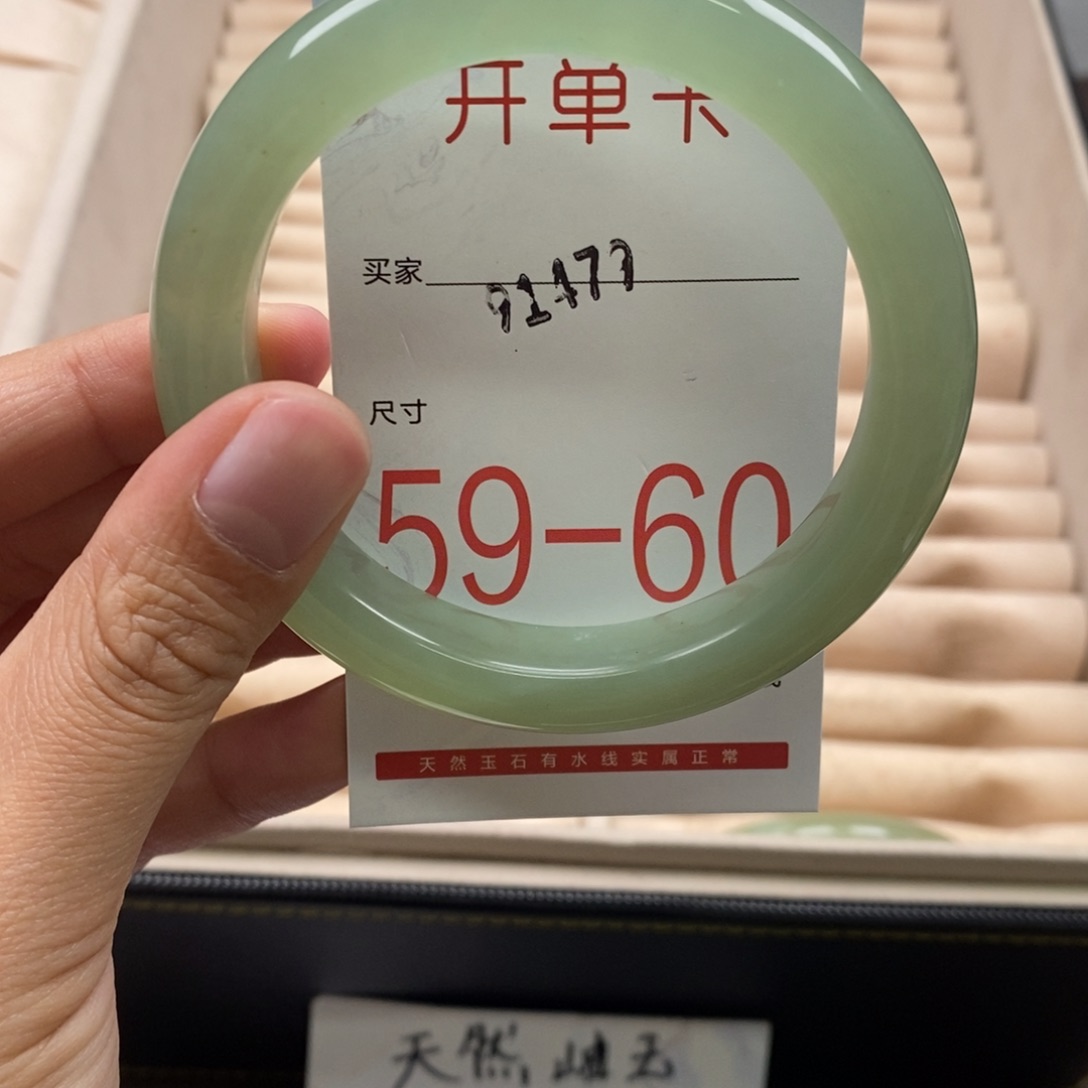 开单卡
买家 91477
尺寸
59-60
天然玉石有水线实属正常
天然岫玉